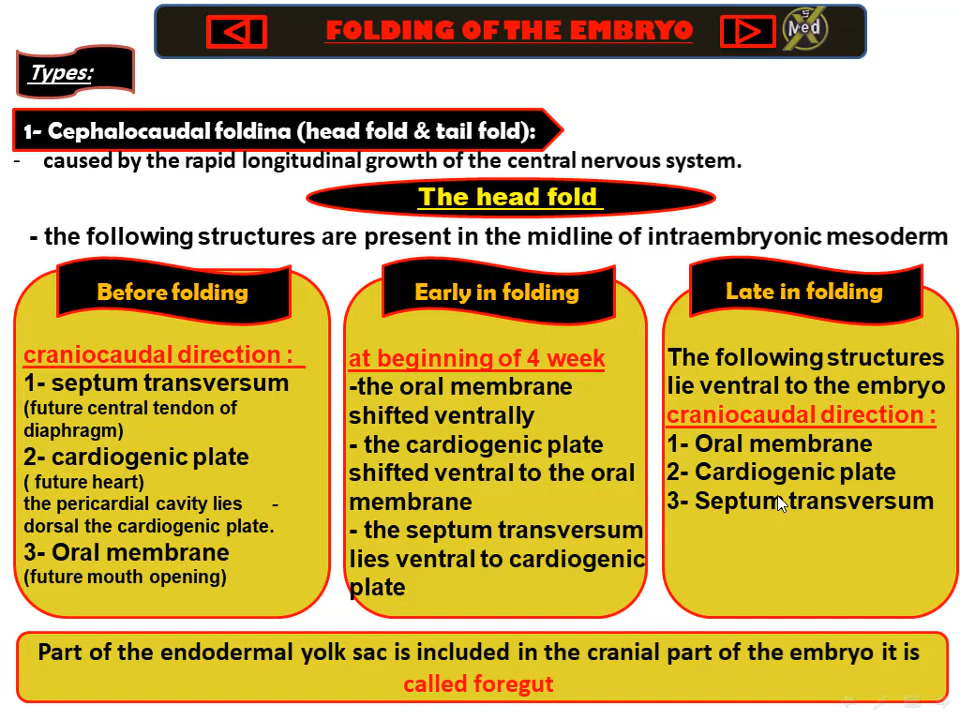 FOLDING OF THE EMBRYO
Med
Types:
1- Cephalocaudal foldina (head fold & tail fold):
- caused by the rapid longitudinal growth of the central nervous system.
The head fold
- the following structures are present in the midline of intraembryonic mesoderm
Before folding
craniocaudal direction :
1- septum transversum
(future central tendon of
diaphragm)
2- cardiogenic plate
( future heart)
the pericardial cavity lies -
dorsal the cardiogenic plate.
3- Oral membrane
(future mouth opening)
Early in folding
at beginning of 4 week
-the oral membrane
shifted ventrally
- the cardiogenic plate
shifted ventral to the oral
membrane
- the septum transversum
lies ventral to cardiogenic
plate
Late in folding
The following structures
lie ventral to the embryo
craniocaudal direction :
1- Oral membrane
2- Cardiogenic plate
3- Septum transversum
Part of the endodermal yolk sac is included in the cranial part of the embryo it is
called foregut